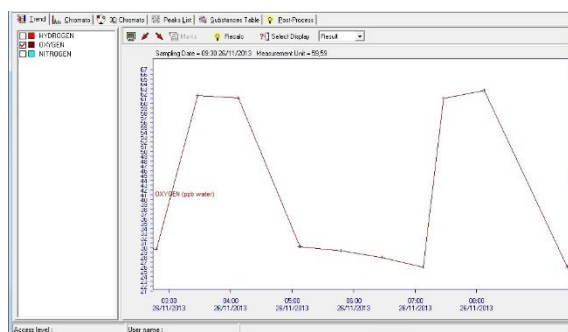 Trend Chromato 3D Chromato Peaks List Substances Table Post-Process
HYDROGEN
OXYGEN
NITROGEN
Marks Recalc Select Display Result
Sampling Date = 09:30 26/11/2013 Measurement Unit = 59,59
OXYGEN (ppb water)
03:00 04:00 05:00 06:00 07:00 08:00
26/11/2013 26/11/2013 26/11/2013 26/11/2013 26/11/2013 26/11/2013
Access level : User name :